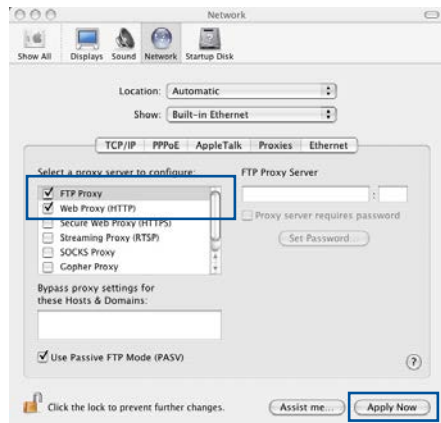 Network
Show All Displays Sound Network Startup Disk
Location: Automatic
Show: Built-in Ethernet
TCP/IP PPPoE AppleTalk Proxies Ethernet
Select a proxy server to configure: FTP Proxy Server
FTP Proxy
:
Web Proxy (HTTP)
Proxy server requires password
Secure Web Proxy (HTTPS)
Streaming Proxy (RTSP) Set Password...
SOCKS Proxy
Gopher Proxy
Bypass proxy settings for
these Hosts & Domains:
Use Passive FTP Mode (PASV) ?
Click the lock to prevent further changes. Assist me... Apply Now